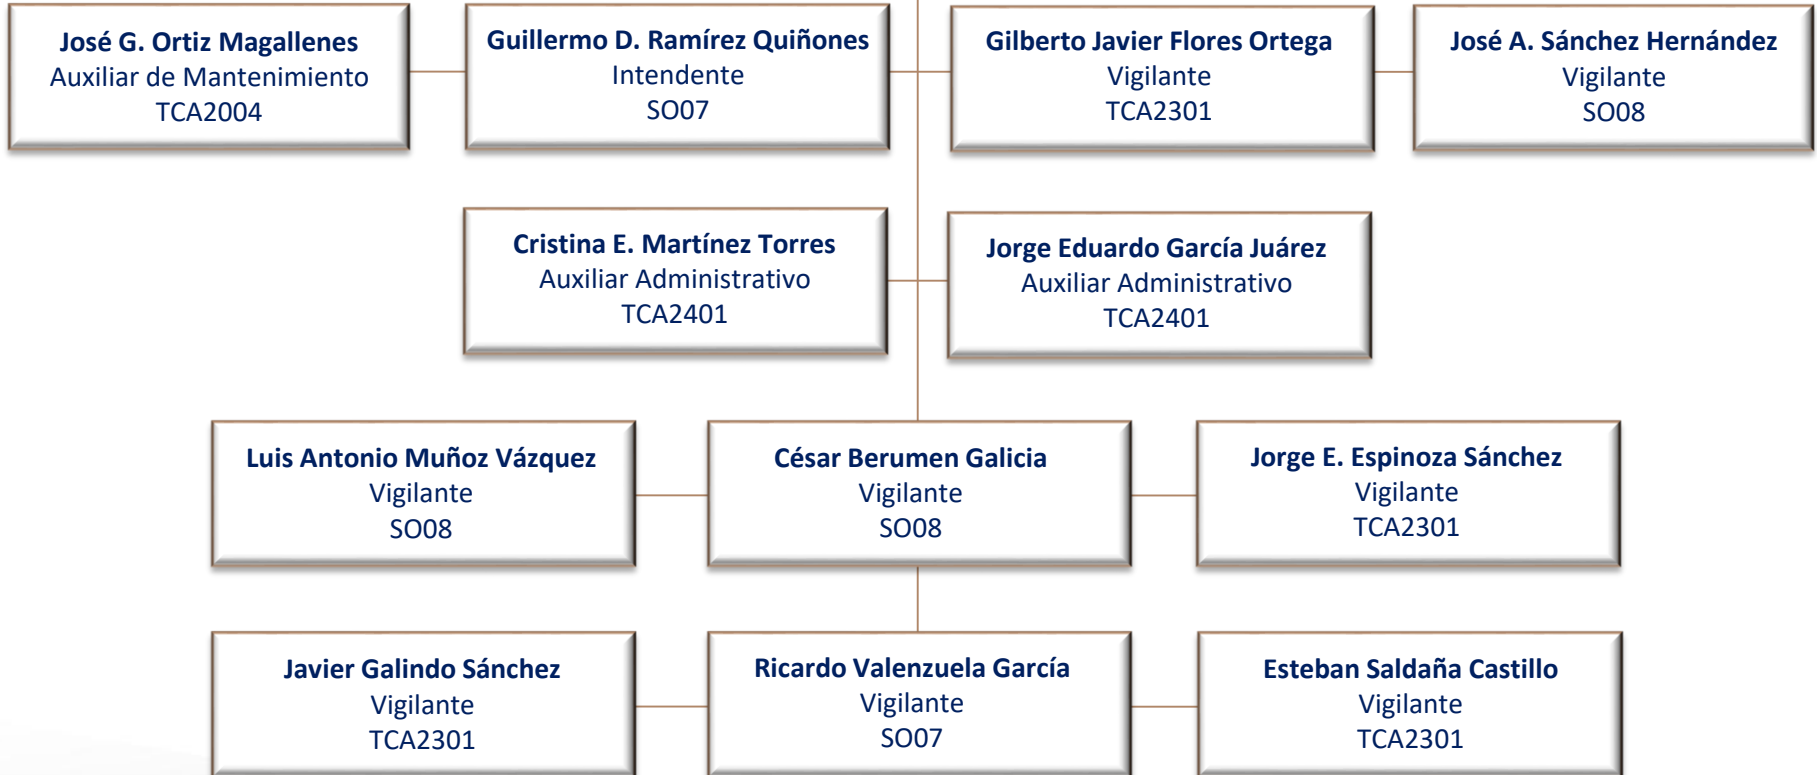 José G. Ortiz Magallenes
Auxiliar de Mantenimiento
TCA2004
Guillermo D. Ramírez Quiñones
Intendente
SO07
Gilberto Javier Flores Ortega
Vigilante
TCA2301
José A. Sánchez Hernández
Vigilante
SO08
Cristina E. Martínez Torres
Auxiliar Administrativo
TCA2401
Jorge Eduardo García Juárez
Auxiliar Administrativo
TCA2401
Luis Antonio Muñoz Vázquez
Vigilante
SO08
César Berumen Galicia
Vigilante
SO08
Jorge E. Espinoza Sánchez
Vigilante
TCA2301
Javier Galindo Sánchez
Vigilante
TCA2301
Ricardo Valenzuela García
Vigilante
SO07
Esteban Saldaña Castillo
Vigilante
TCA2301